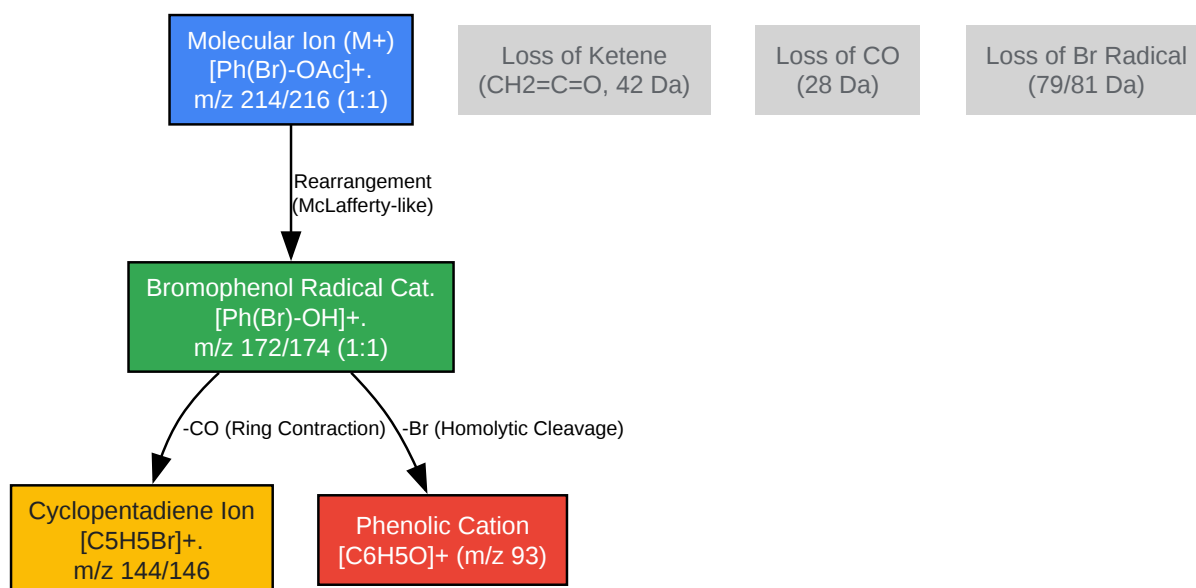 Molecular Ion (M+)
[Ph(Br)-OAc]+.
m/z 214/216 (1:1)
Loss of Ketene
(CH2=C=O, 42 Da)
Loss of CO
(28 Da)
Loss of Br Radical
(79/81 Da)
Rearrangement
(McLafferty-like)
Bromophenol Radical Cat.
[Ph(Br)-OH]+.
m/z 172/174 (1:1)
-CO (Ring Contraction)
-Br (Homolytic Cleavage)
Cyclopentadiene Ion
[C5H5Br]+.
m/z 144/146
Phenolic Cation
[C6H5O]+ (m/z 93)